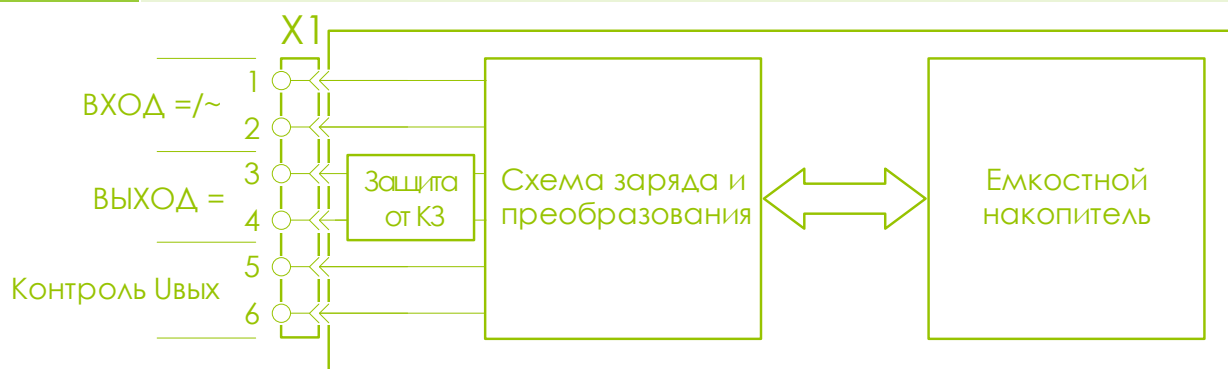 X1
ВХОД =/~
1
2
ВЫХОД =
3
4
Контроль Uвых
5
6
Защита
от КЗ
Схема заряда и
преобразования
Емкостной
накопитель